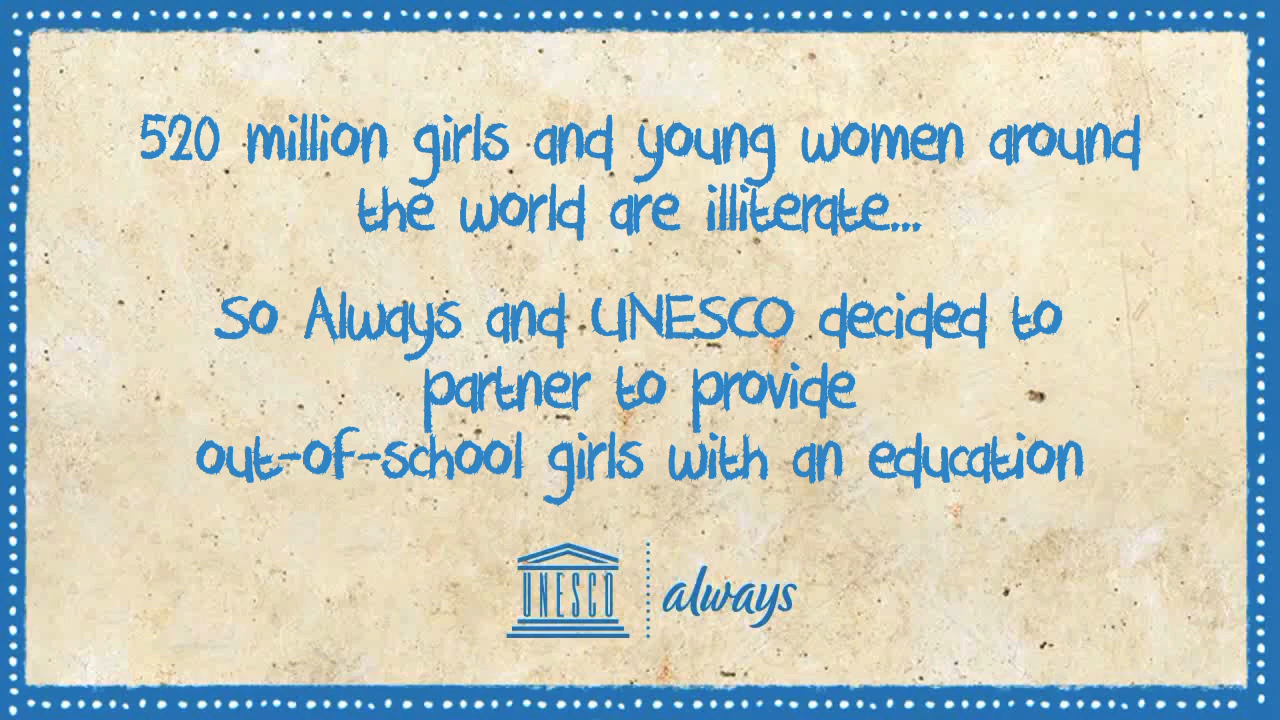 520 million girls and young women around
the world are illiterate...
So Always and UNESCO decided to
partner to provide
out-of-school girls with an education
UNESCO
always